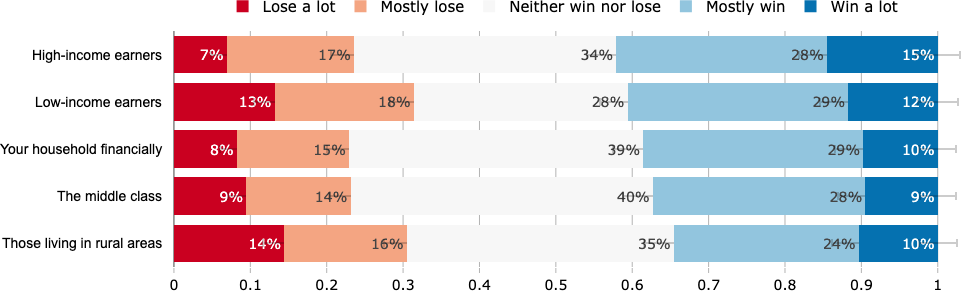 Lose a lot Mostly lose Neither win nor lose Mostly win Win a lot
High-income earners 7% 17% 34% 28% 15%
Low-income earners 13% 18% 28% 29% 12%
Your household financially 8% 15% 39% 29% 10%
The middle class 9% 14% 40% 28% 9%
Those living in rural areas 14% 16% 35% 24% 10%
0 0.1 0.2 0.3 0.4 0.5 0.6 0.7 0.8 0.9 1